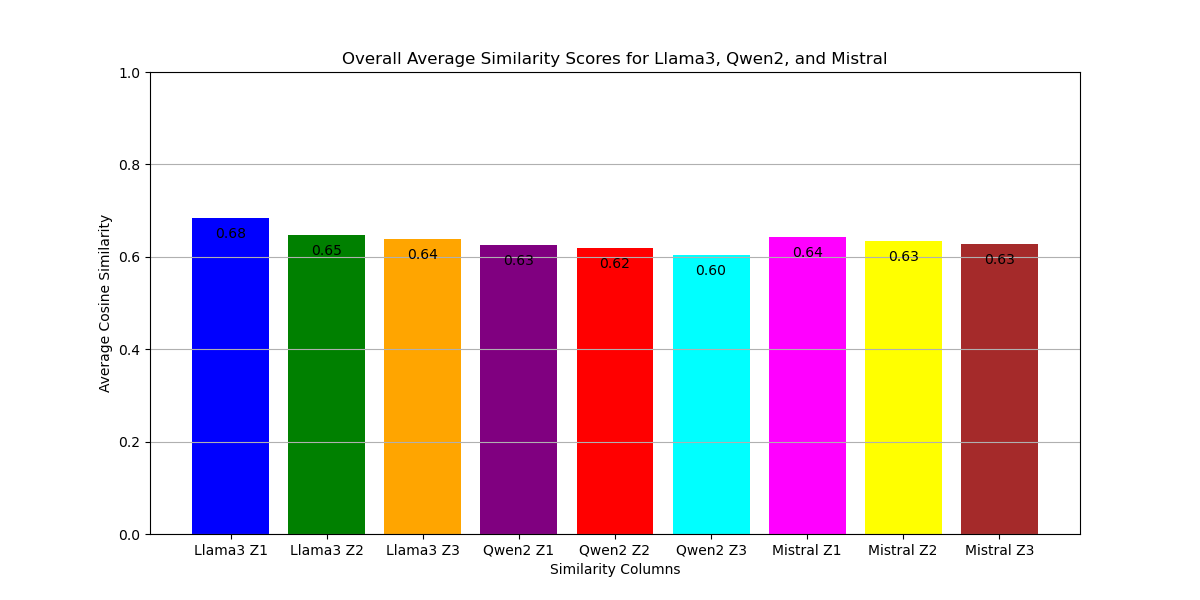 Overall Average Similarity Scores for Llama3, Qwen2, and Mistral
Average Cosine Similarity
1.0
0.8
0.6
0.4
0.2
0.0
0.68
0.65
0.64
0.63
0.62
0.60
0.64
0.63
0.63
Llama3 Z1
Llama3 Z2
Llama3 Z3
Qwen2 Z1
Qwen2 Z2
Qwen2 Z3
Mistral Z1
Mistral Z2
Mistral Z3
Similarity Columns